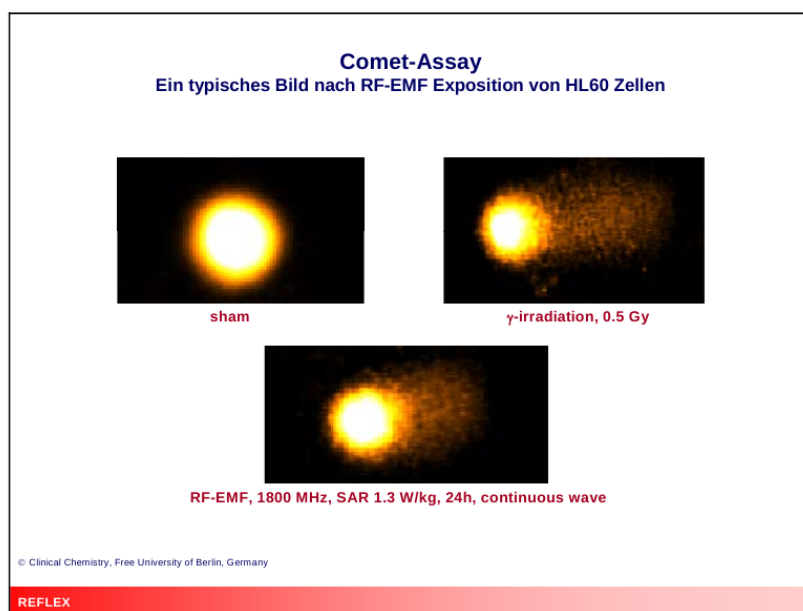 Comet-Assay
Ein typisches Bild nach RF-EMF Exposition von HL60 Zellen
sham
γ-irradiation, 0.5 Gy
RF-EMF, 1800 MHz, SAR 1.3 W/kg, 24h, continuous wave
© Clinical Chemistry, Free University of Berlin, Germany
REFLEX